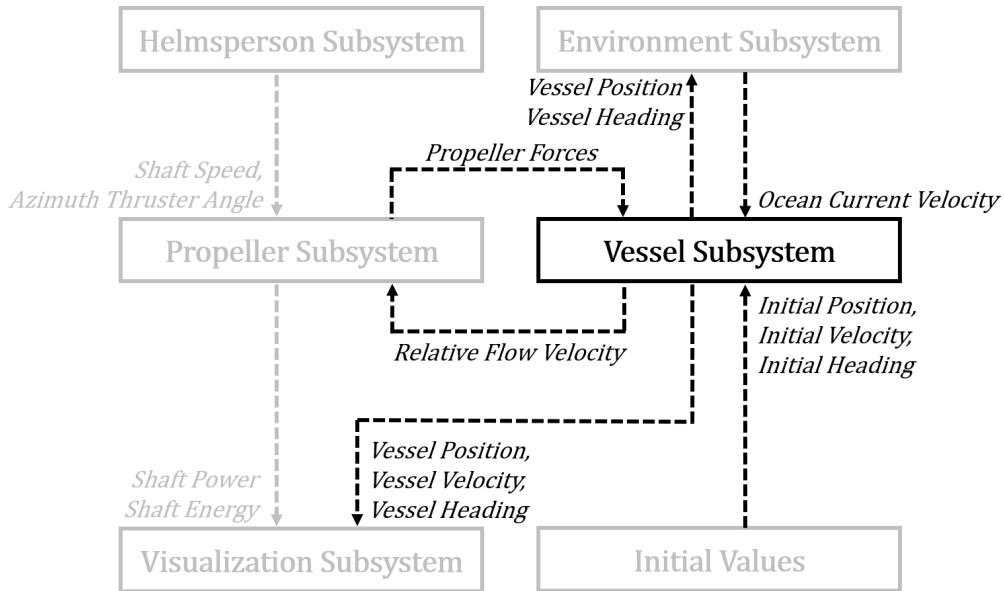 Helmsperson Subsystem
Environment Subsystem
Vessel Position
Vessel Heading
Propeller Forces
Shaft Speed,
Azimuth Thruster Angle
Ocean Current Velocity
Propeller Subsystem
Vessel Subsystem
Initial Position,
Initial Velocity,
Initial Heading
Relative Flow Velocity
Vessel Position,
Vessel Velocity,
Vessel Heading
Shaft Power
Shaft Energy
Visualization Subsystem
Initial Values